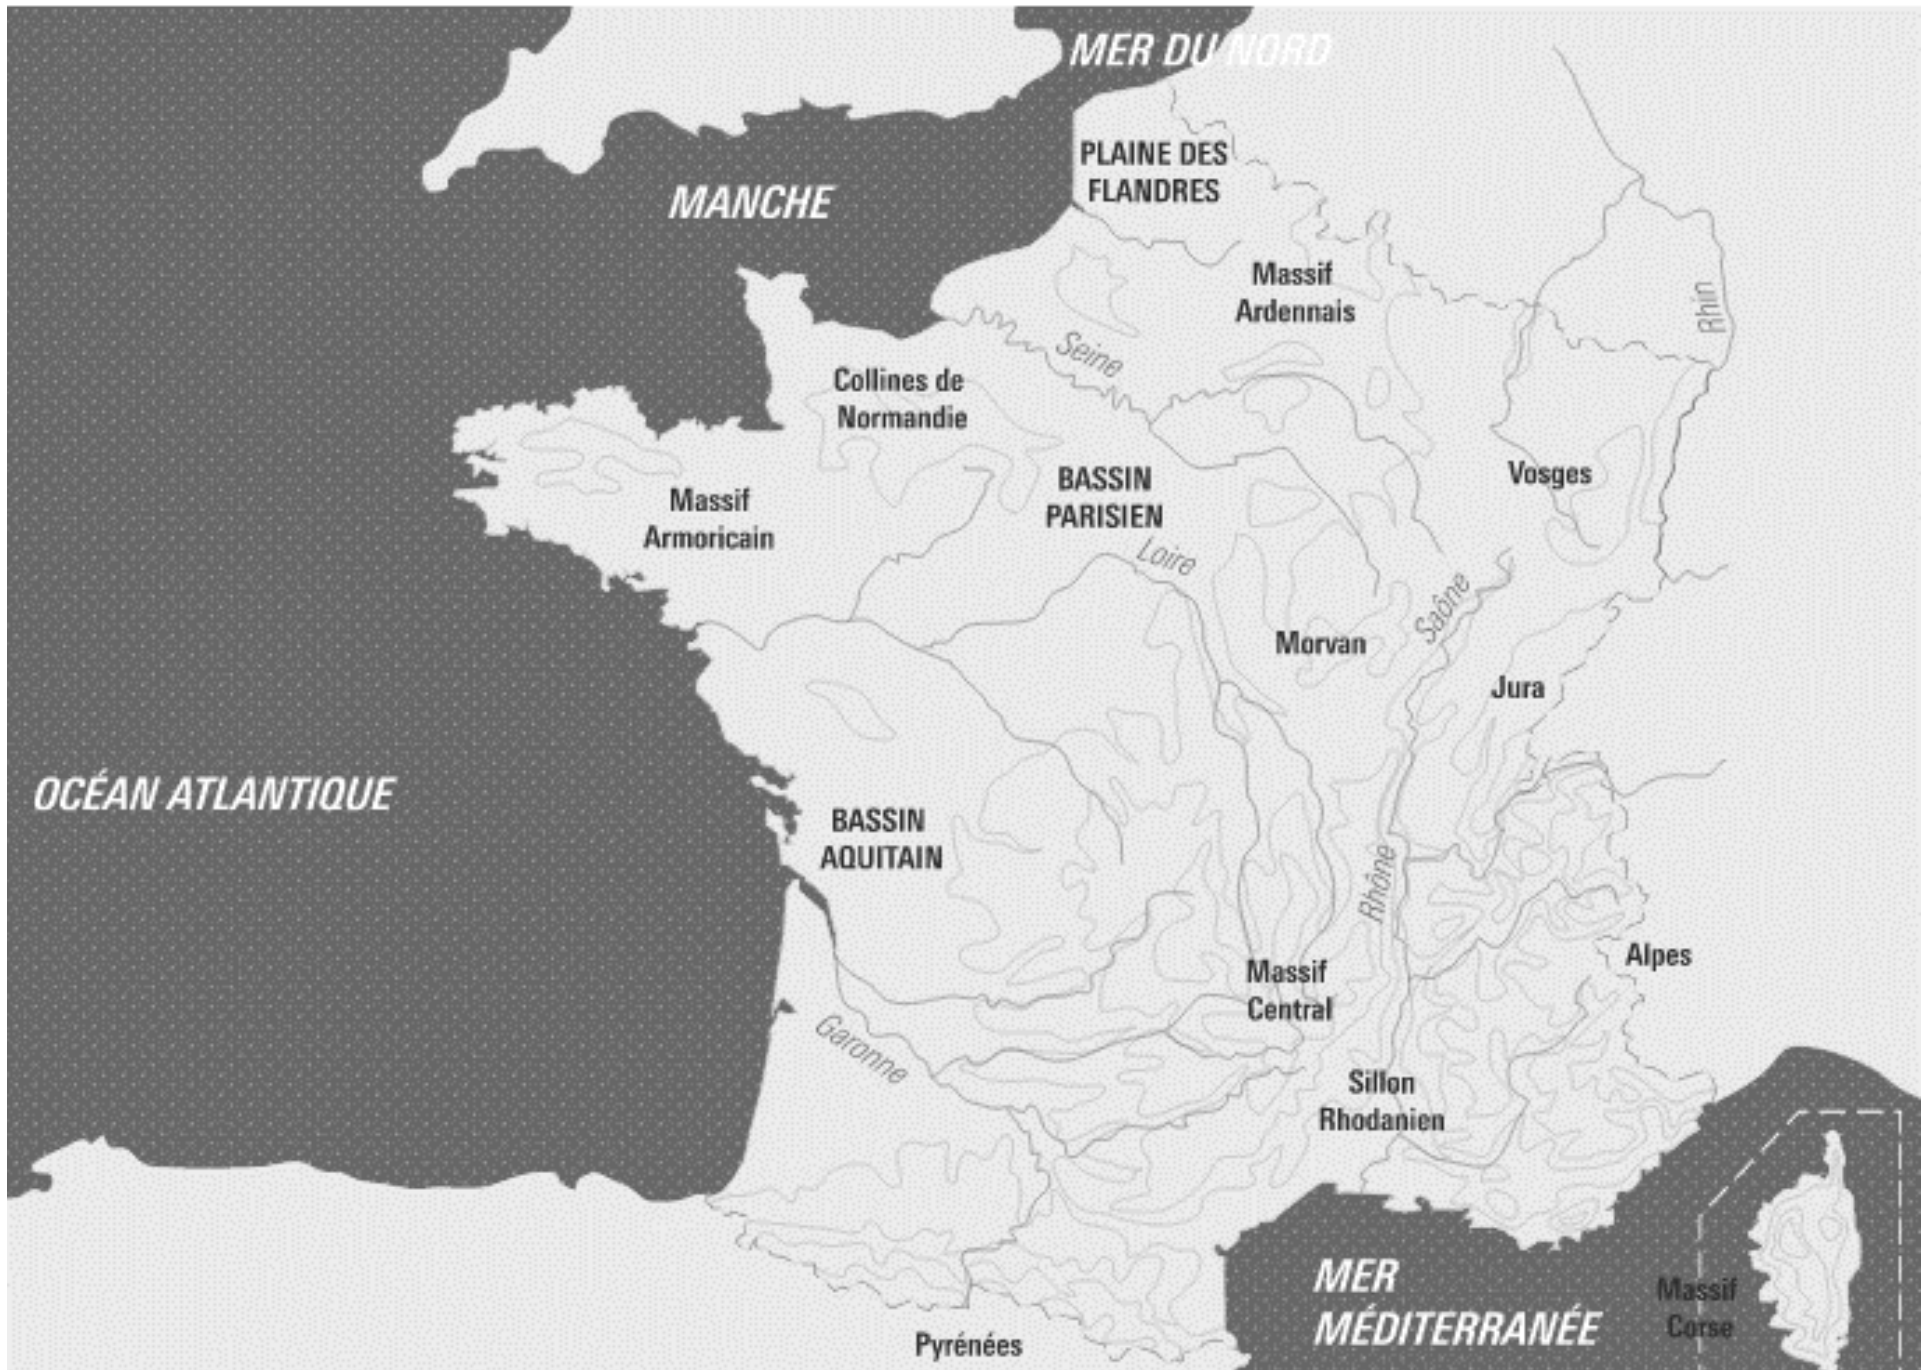 MER DU NORD
PLAINE DES
FLANDRES
MANCHE
Massif
Ardennais
Rhin
Seine
Collines de
Normandie
Vosges
BASSIN
PARISIEN
Massif
Armoricain
Loire
Saône
Morvan
Jura
OCÉAN ATLANTIQUE
BASSIN
AQUITAIN
Rhône
Alpes
Massif
Central
Garonne
Sillon
Rhodanien
MER
MÉDITERRANÉE
Massif
Corse
Pyrénées